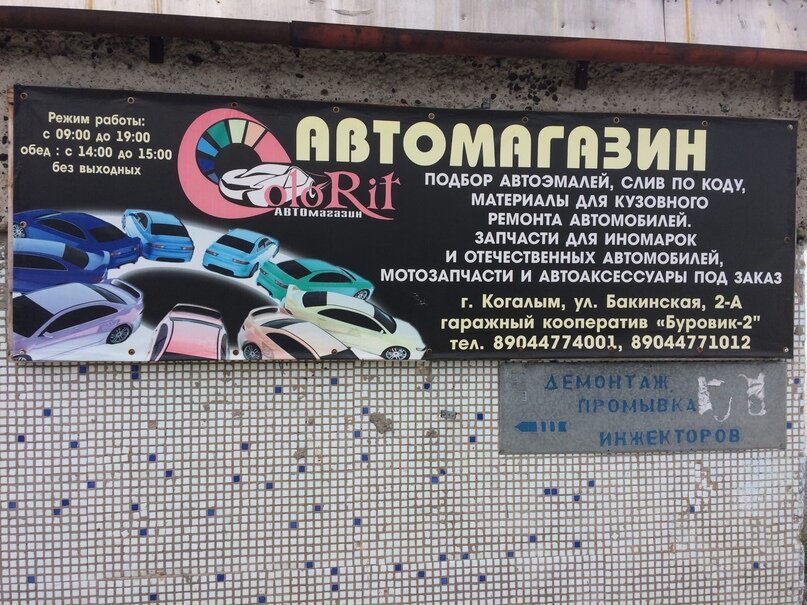 Режим работы:
с 09:00 до 19:00
обед : с 14:00 до 15:00
без выходных
ColoRit
АВТОмагазин
АВТОМАГАЗИН
ПОДБОР АВТОЭМАЛЕЙ, СЛИВ ПО КОДУ,
МАТЕРИАЛЫ ДЛЯ КУЗОВНОГО
РЕМОНТА АВТОМОБИЛЕЙ.
ЗАПЧАСТИ ДЛЯ ИНОМАРОК
И ОТЕЧЕСТВЕННЫХ АВТОМОБИЛЕЙ,
МОТОЗАПЧАСТИ И АВТОАКСЕССУАРЫ ПОД ЗАКАЗ
г. Когалым, ул. Бакинская, 2-А
гаражный кооператив «Буровик-2"
тел. 89044774001, 89044771012
ДЕМОНТАЖ
ПРОМЫВКА
ИНЖЕКТОРОВ